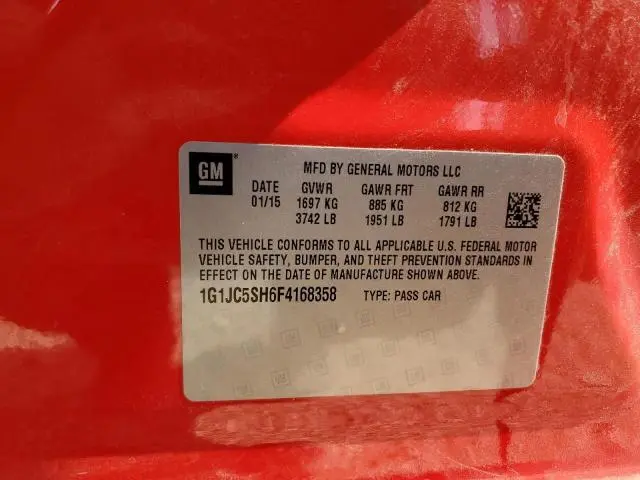 GM® MFD BY GENERAL MOTORS LLC
DATE GVWR GAWR FRT GAWR RR
01/15 1697 KG 885 KG 812 KG
3742 LB 1951 LB 1791 LB
THIS VEHICLE CONFORMS TO ALL APPLICABLE U.S. FEDERAL MOTOR
VEHICLE SAFETY, BUMPER, AND THEFT PREVENTION STANDARDS IN
EFFECT ON THE DATE OF MANUFACTURE SHOWN ABOVE.
1G1JC5SH6F4168358 TYPE: PASS CAR